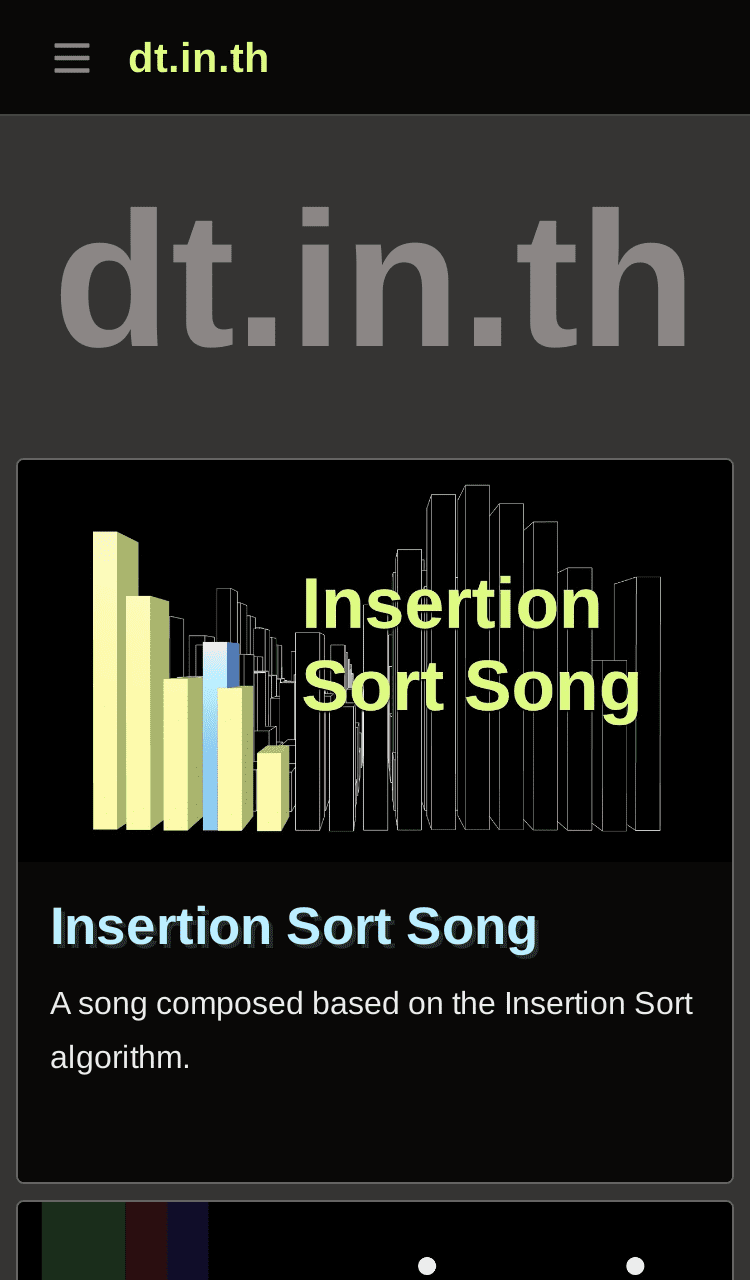 dt.in.th
dt.in.th
Insertion
Sort Song
Insertion Sort Song
A song composed based on the Insertion Sort
algorithm.